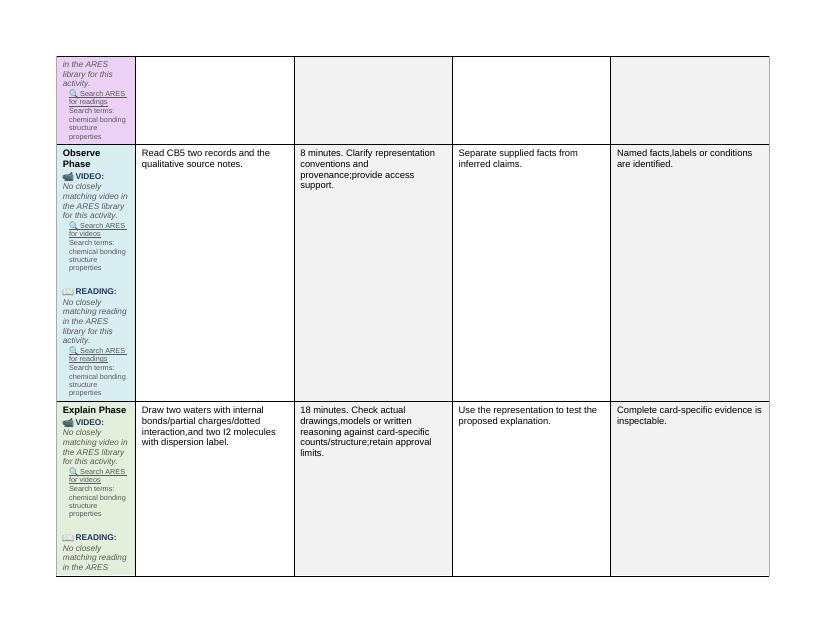 in the ARES
library for this
activity.
🔍 Search ARES
for readings
Search terms:
chemical bonding
structure
properties
Observe
Phase
📹 VIDEO:
No closely
matching video in
the ARES library
for this activity.
🔍 Search ARES
for videos
Search terms:
chemical bonding
structure
properties
📖 READING:
No closely
matching reading
in the ARES
library for this
activity.
🔍 Search ARES
for readings
Search terms:
chemical bonding
structure
properties
Read CB5 two records and the
qualitative source notes.
8 minutes. Clarify representation
conventions and
provenance;provide access
support.
Separate supplied facts from
inferred claims.
Named facts,labels or conditions
are identified.
Explain Phase
📹 VIDEO:
No closely
matching video in
the ARES library
for this activity.
🔍 Search ARES
for videos
Search terms:
chemical bonding
structure
properties
📖 READING:
No closely
matching reading
in the ARES
Draw two waters with internal
bonds/partial charges/dotted
interaction,and two I2 molecules
with dispersion label.
18 minutes. Check actual
drawings,models or written
reasoning against card-specific
counts/structure;retain approval
limits.
Use the representation to test the
proposed explanation.
Complete card-specific evidence is
inspectable.